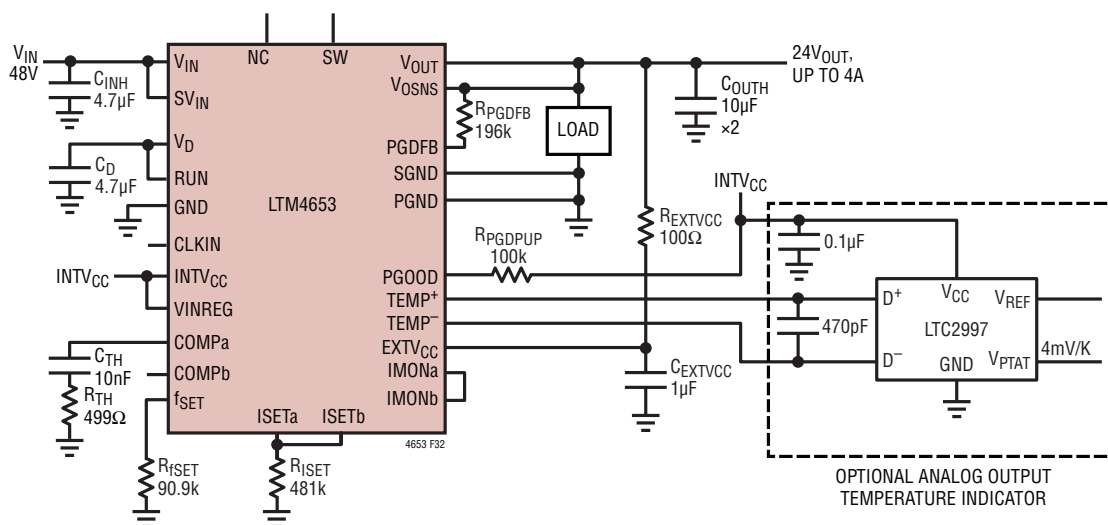 V_IN
48V
C_INH
4.7µF
V_IN
SV_IN
NC
SW
V_OUT
V_OSNS
24V_OUT,
UP TO 4A
C_OUTH
10µF
×2
R_PGDFB
196k
LOAD
V_D
RUN
C_D
4.7µF
GND
LTM4653
PGDFB
SGND
PGND
CLKIN
INTV_CC
INTV_CC
VINREG
R_EXTVCC
100Ω
INTV_CC
0.1µF
R_PGDPUP
100k
PGOOD
TEMP+
TEMP–
EXTV_CC
IMONa
IMONb
470pF
D+
D–
V_CC
LTC2997
GND
V_REF
V_PTAT
4mV/K
C_EXTVCC
1µF
COMPa
COMPb
f_SET
C_TH
10nF
R_TH
499Ω
ISETa
ISETb
4653 F32
R_fSET
90.9k
R_ISET
481k
OPTIONAL ANALOG OUTPUT
TEMPERATURE INDICATOR